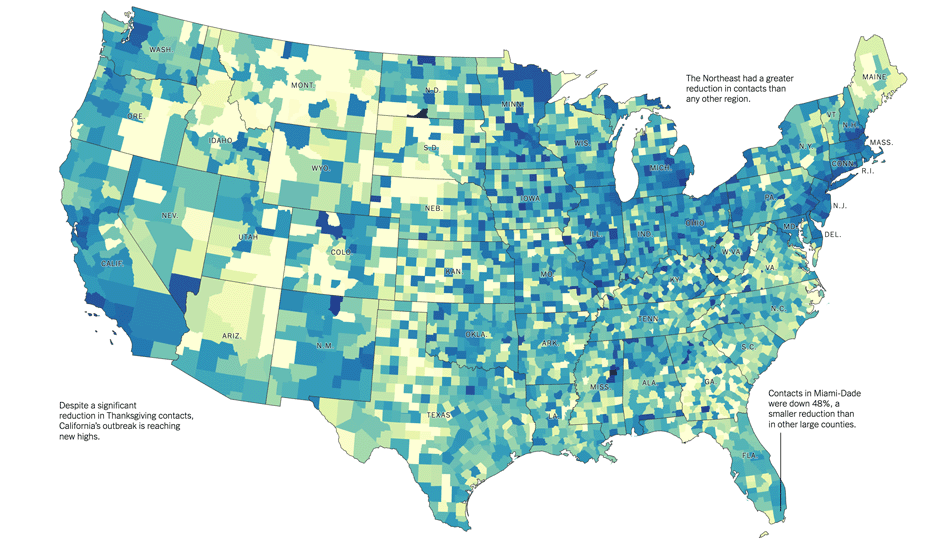 WASH.
MONT.
N.D.
MINN.
MAINE
The Northeast had a greater
reduction in contacts than
any other region.
ORE.
IDAHO
WYO.
S.D.
WIS.
MICH.
VT.
N.H.
N.Y.
MASS.
CONN.
R.I.
NEV.
UTAH
COLO.
NEB.
IOWA
ILL.
IND.
OHIO
PA.
N.J.
MD.
DEL.
CALIF.
KAN.
MO.
KY.
W.VA.
VA.
ARIZ.
N.M.
OKLA.
ARK.
TENN.
N.C.
S.C.
TEXAS
LA.
MISS.
ALA.
GA.
FLA.
Despite a significant
reduction in Thanksgiving contacts,
California’s outbreak is reaching
new highs.
Contacts in Miami-Dade
were down 48%, a
smaller reduction than
in other large counties.